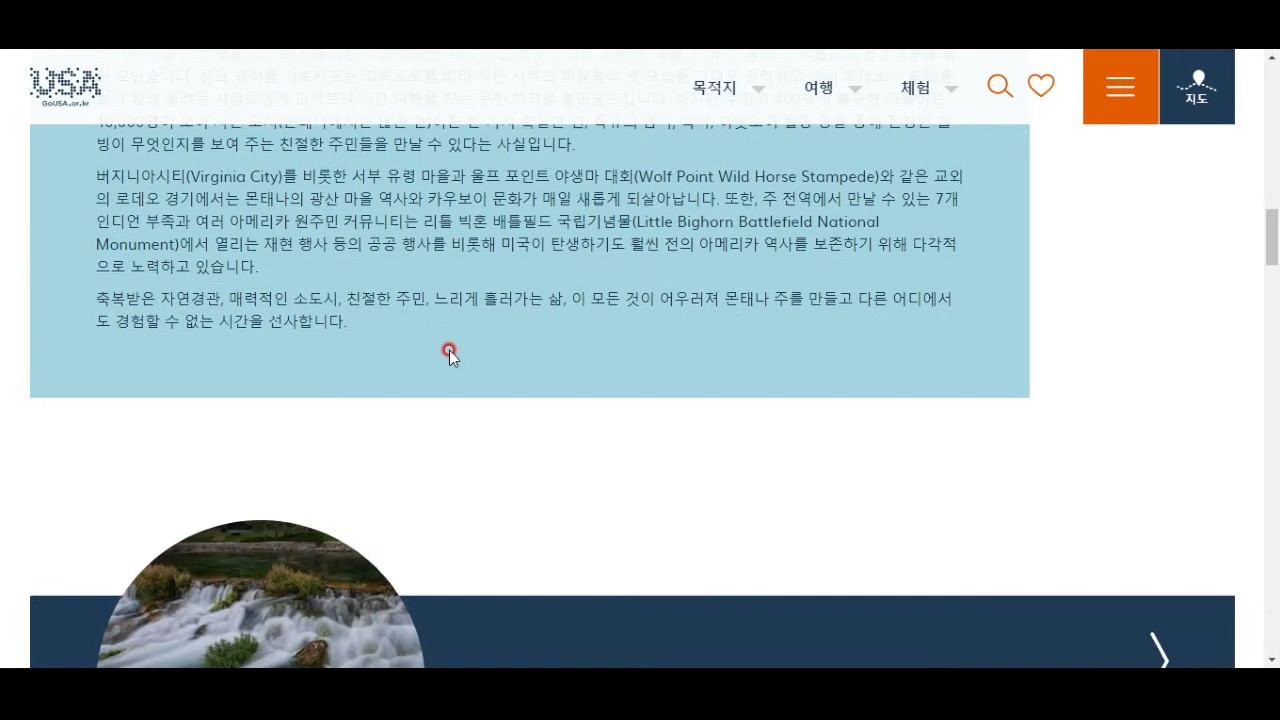 USA
GoUSA.or.kr
목적지
여행
체험
지도
빙이 무엇인지를 보여 주는 친절한 주민들을 만날 수 있다는 사실입니다.
버지니아시티(Virginia City)를 비롯한 서부 유령 마을과 울프 포인트 야생마 대회(Wolf Point Wild Horse Stampede)와 같은 교외
의 로데오 경기에서는 몬태나의 광산 마을 역사와 카우보이 문화가 매일 새롭게 되살아납니다. 또한, 주 전역에서 만날 수 있는 7개
인디언 부족과 여러 아메리카 원주민 커뮤니티는 리틀 빅혼 배틀필드 국립기념물(Little Bighorn Battlefield National
Monument)에서 열리는 재현 행사 등의 공공 행사를 비롯해 미국이 탄생하기도 훨씬 전의 아메리카 역사를 보존하기 위해 다각적
으로 노력하고 있습니다.
축복받은 자연경관, 매력적인 소도시, 친절한 주민, 느리게 흘러가는 삶, 이 모든 것이 어우러져 몬태나 주를 만들고 다른 어디에서
도 경험할 수 없는 시간을 선사합니다.